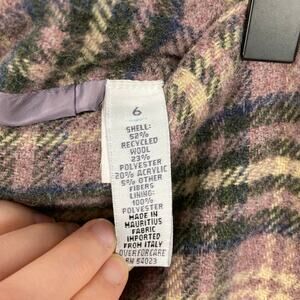 6
SHELL:
52%
RECYCLED
WOOL
23%
POLYESTER
20% ACRYLIC
5% OTHER
FIBERS
LINING:
100%
POLYESTER
MADE IN
MAURITIUS
FABRIC
IMPORTED
FROM ITALY
OVER FOR CARE
RN 54023